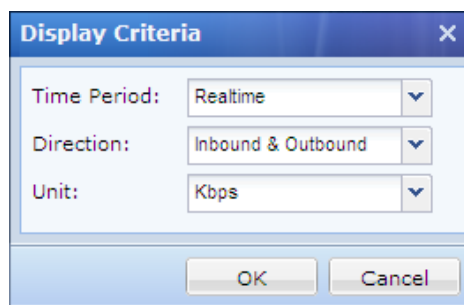 Display Criteria
Time Period: Realtime
Direction: Inbound & Outbound
Unit: Kbps
OK Cancel